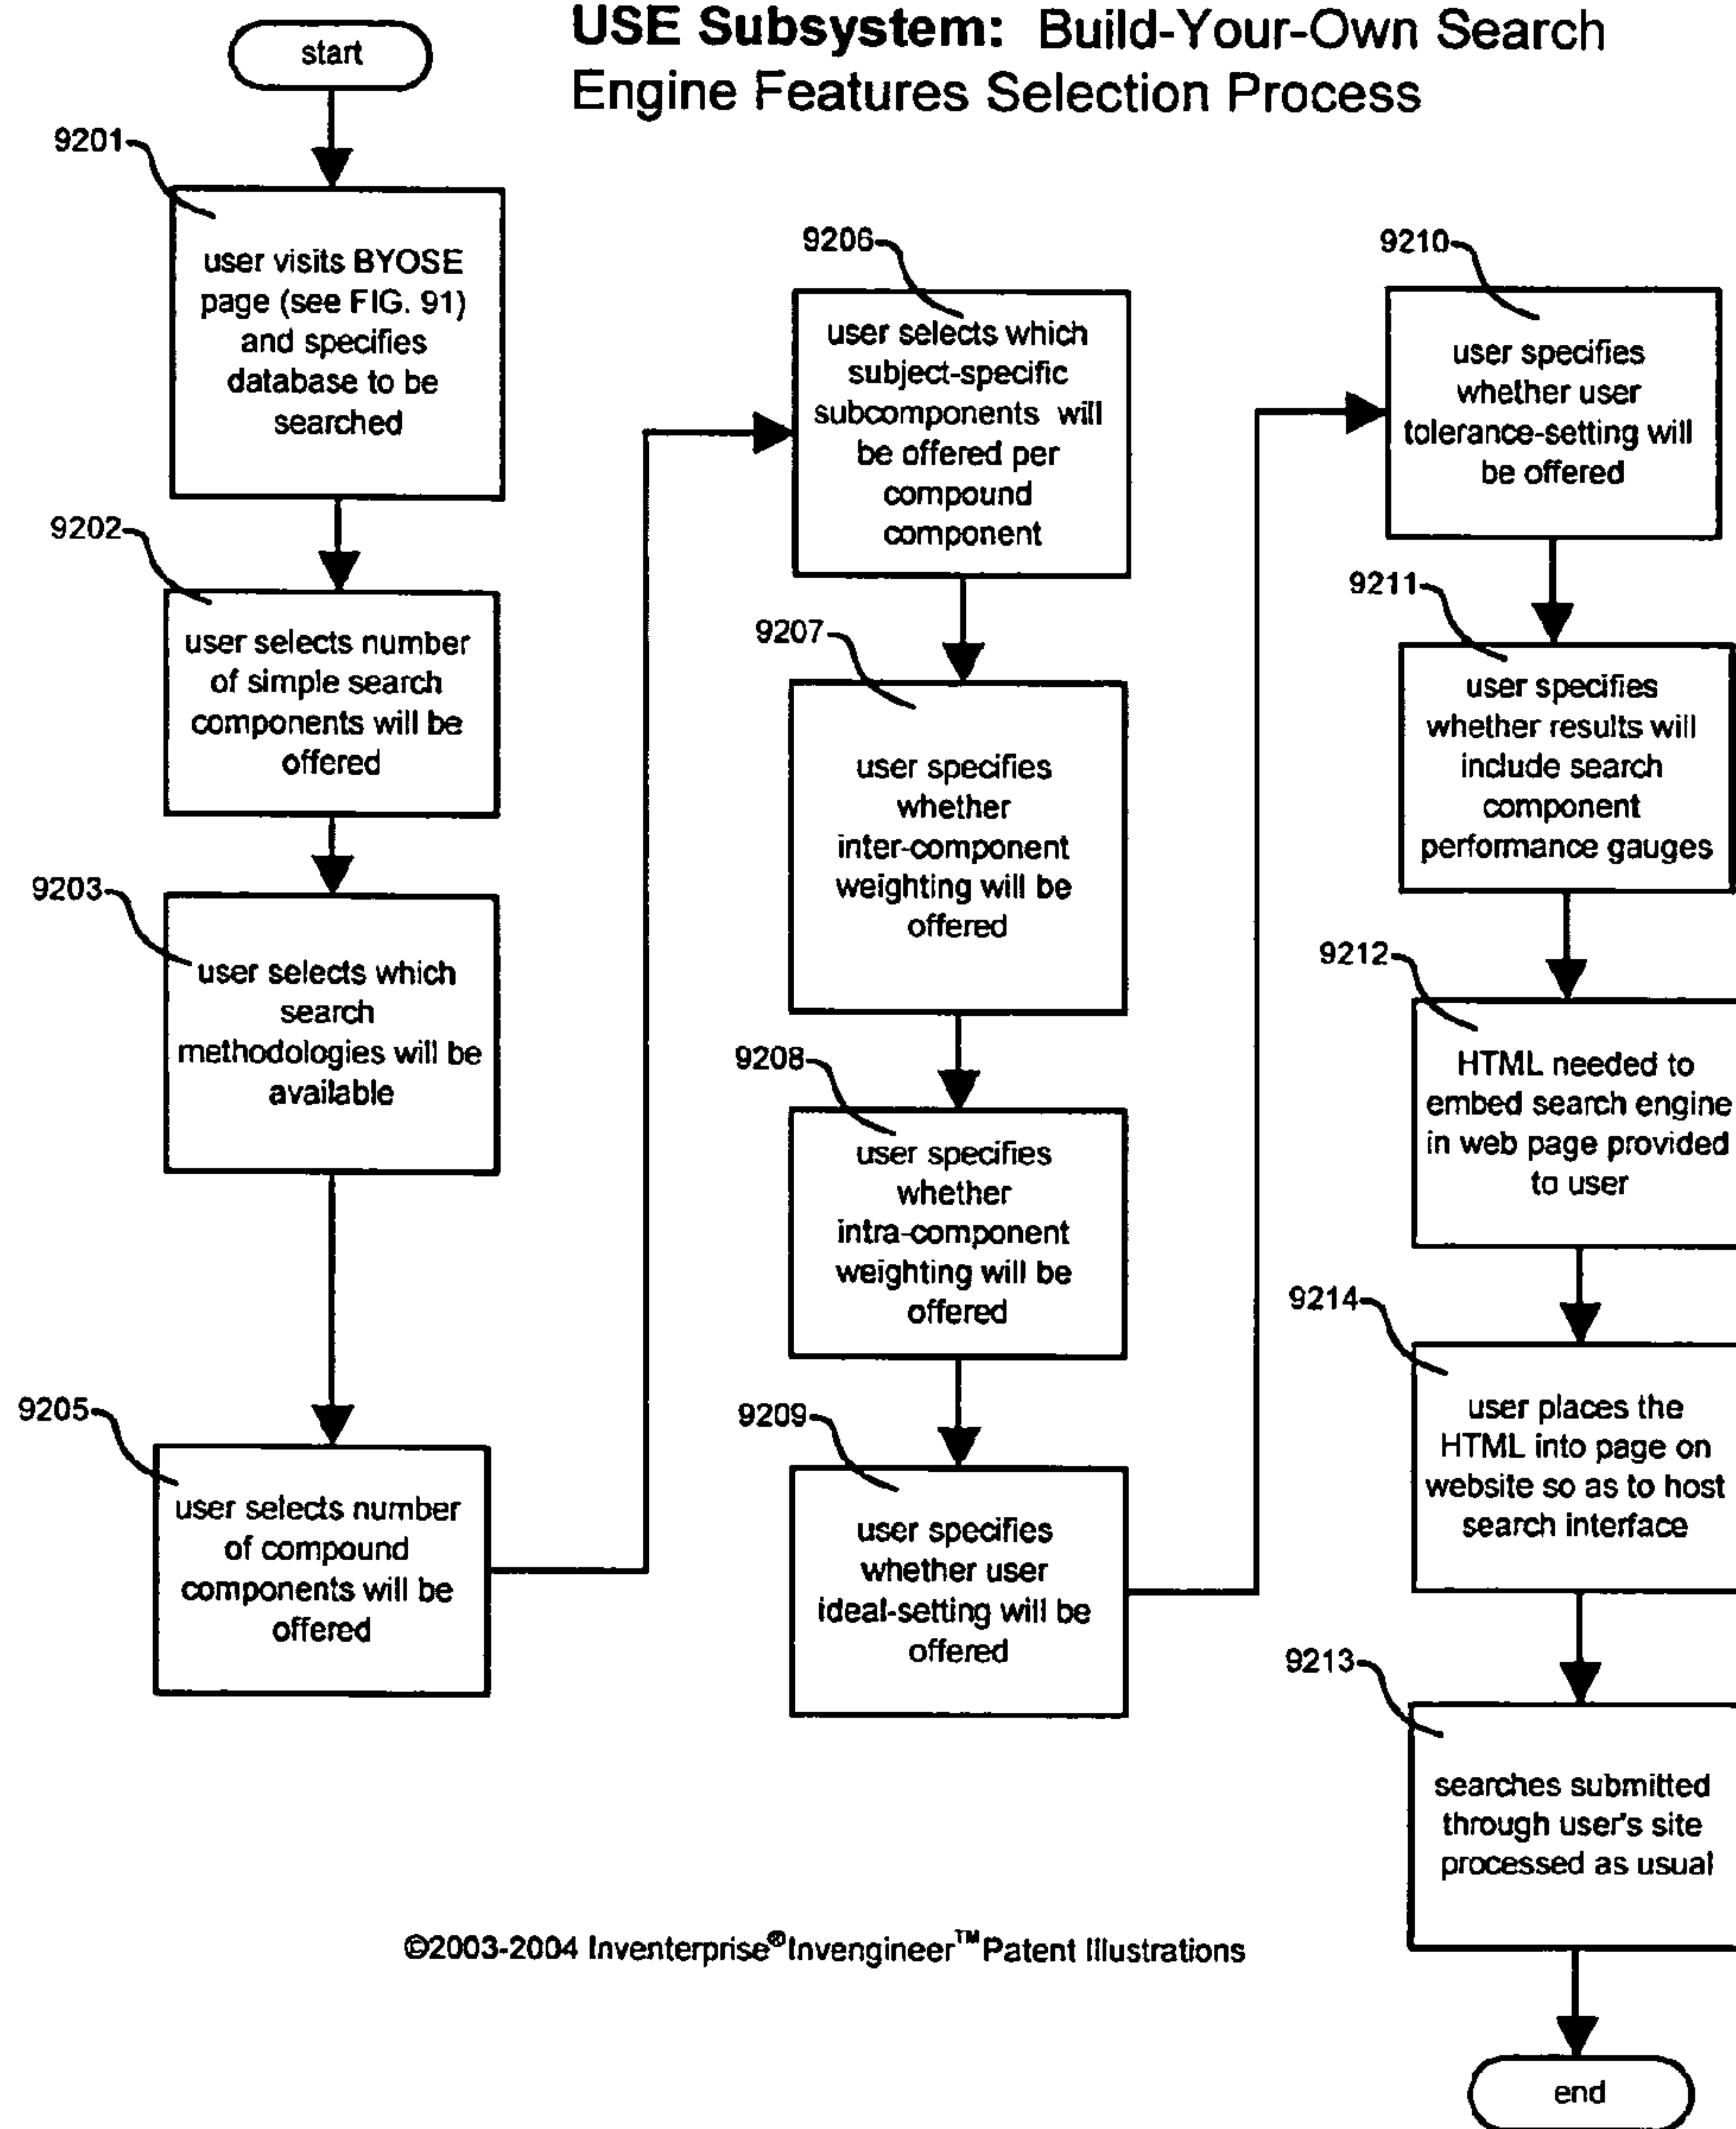 USE Subsystem: Build-Your-Own Search
Engine Features Selection Process
start
9201
user visits BYOSE
page (see FIG. 91)
and specifies
database to be
searched
9202
user selects number
of simple search
components will be
offered
9203
user selects which
search
methodologies will be
available
9205
user selects number
of compound
components will be
offered
9206
user selects which
subject-specific
subcomponents will
be offered per
compound
component
9207
user specifies
whether
inter-component
weighting will be
offered
9208
user specifies
whether
intra-component
weighting will be
offered
9209
user specifies
whether user
ideal-setting will be
offered
9210
user specifies
whether user
tolerance-setting will
be offered
9211
user specifies
whether results will
include search
component
performance gauges
9212
HTML needed to
embed search engine
in web page provided
to user
9214
user places the
HTML into page on
website so as to host
search interface
9213
searches submitted
through user's site
processed as usual
end
©2003-2004 Inventerprise® Invengineer™ Patent Illustrations